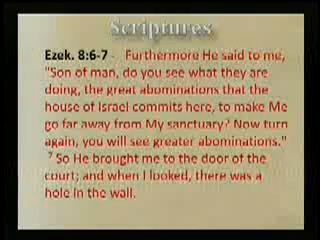 Scriptures
Ezek. 8:6-7 - Furthermore He said to me,
"Son of man, do you see what they are
doing, the great abominations that the
house of Israel commits here, to make Me
go far away from My sanctuary? Now turn
again, you will see greater abominations."
7 So He brought me to the door of the
court; and when I looked, there was a
hole in the wall.